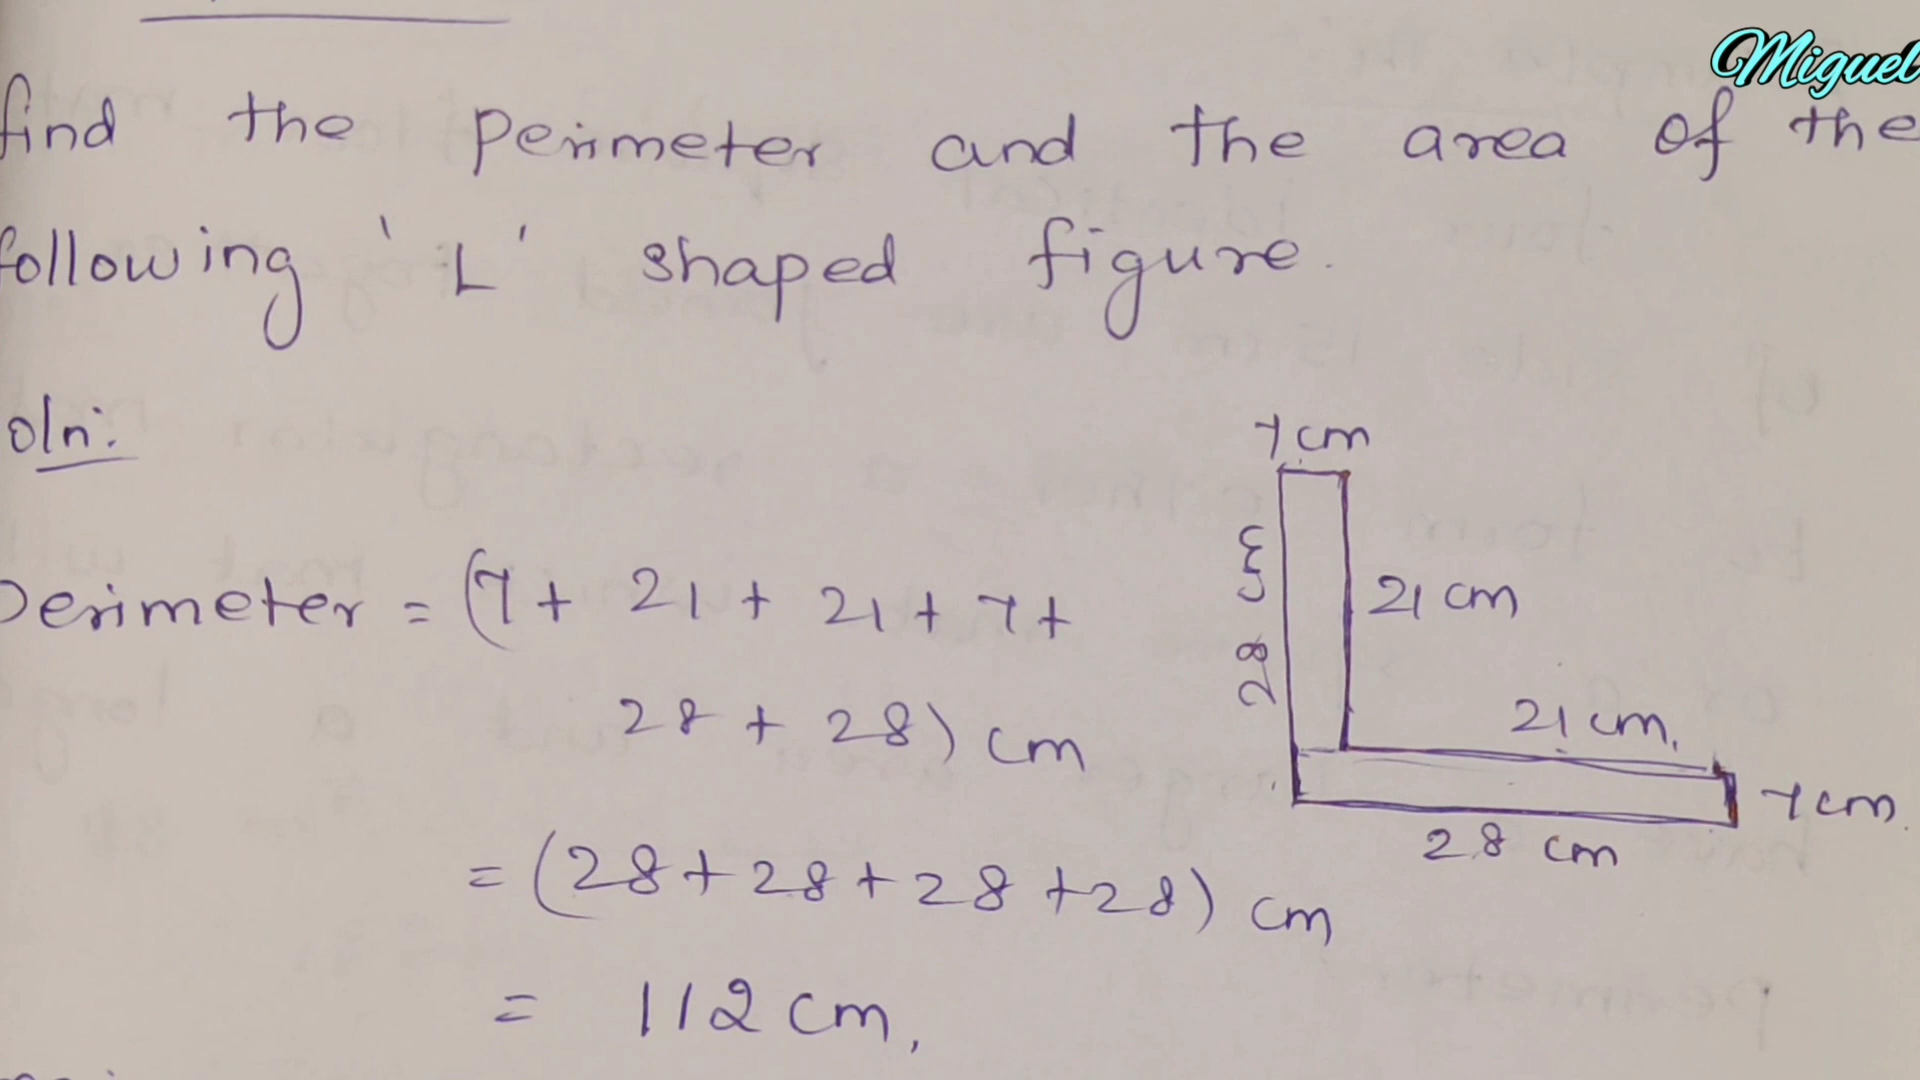 Miguel
find the perimeter and the area of the
following 'L' shaped figure.
oln:
7 cm
28 cm
21 cm
21 cm.
7 cm.
28 cm
Perimeter = (7 + 21 + 21 + 7 +
28 + 28) cm
= (28 + 28 + 28 + 28) cm
= 112 cm.